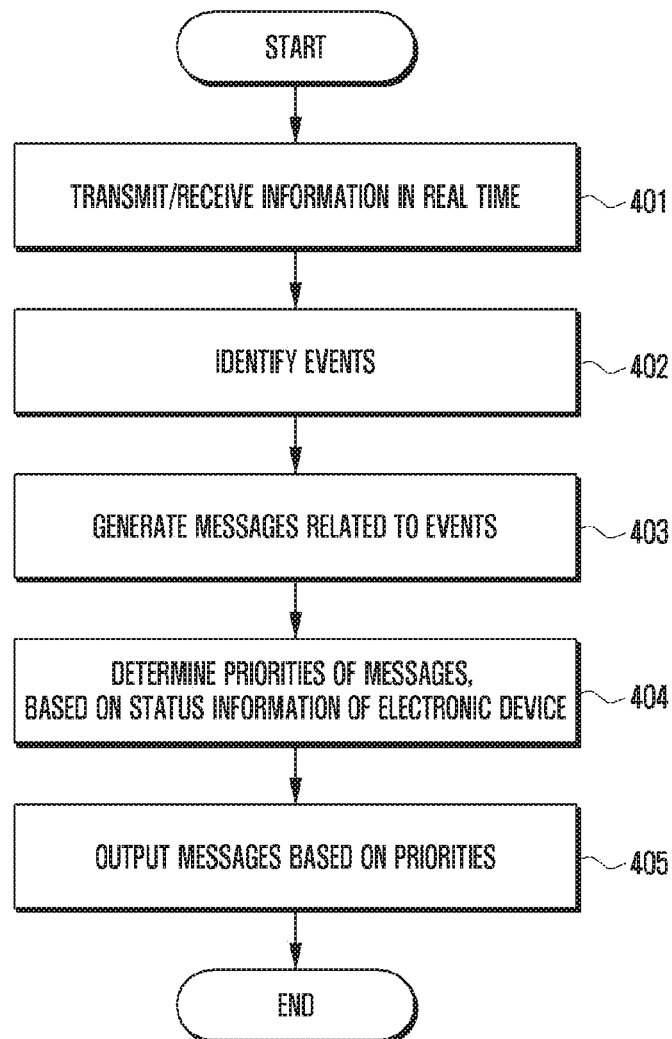 START
TRANSMIT/RECEIVE INFORMATION IN REAL TIME
401
IDENTIFY EVENTS
402
GENERATE MESSAGES RELATED TO EVENTS
403
DETERMINE PRIORITIES OF MESSAGES,
BASED ON STATUS INFORMATION OF ELECTRONIC DEVICE
404
OUTPUT MESSAGES BASED ON PRIORITIES
405
END